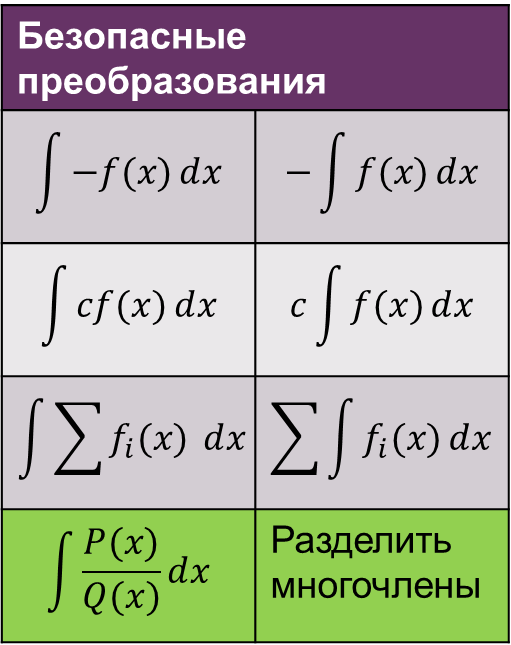 Безопасные
преобразования
∫ −f(x) dx − ∫ f(x) dx
∫ cf(x) dx c ∫ f(x) dx
∫ ∑ fᵢ(x) dx ∑ ∫ fᵢ(x) dx
∫ P(x)/Q(x) dx Разделить
многочлены